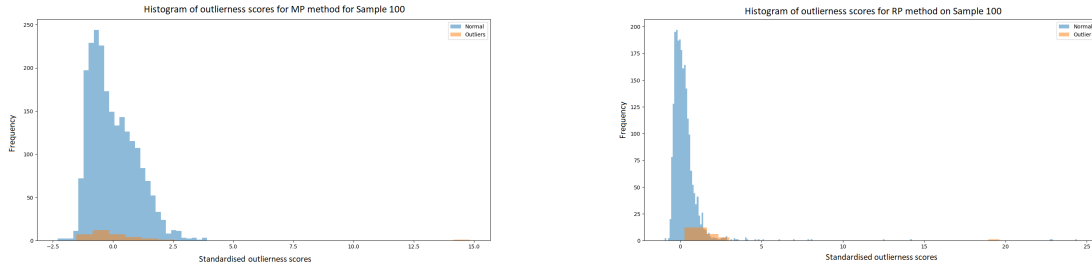 Histogram of outlierness scores for MP method for Sample 100
Normal
Outliers
250
200
150
100
50
0
Frequency
−2.5 0.0 2.5 5.0 7.5 10.0 12.5 15.0
Standardised outlierness scores
Histogram of outlierness scores for RP method on Sample 100
Normal
Outlier
200
175
150
125
100
75
50
25
0
Frequency
0 5 10 15 20 25
Standardised outlierness scores